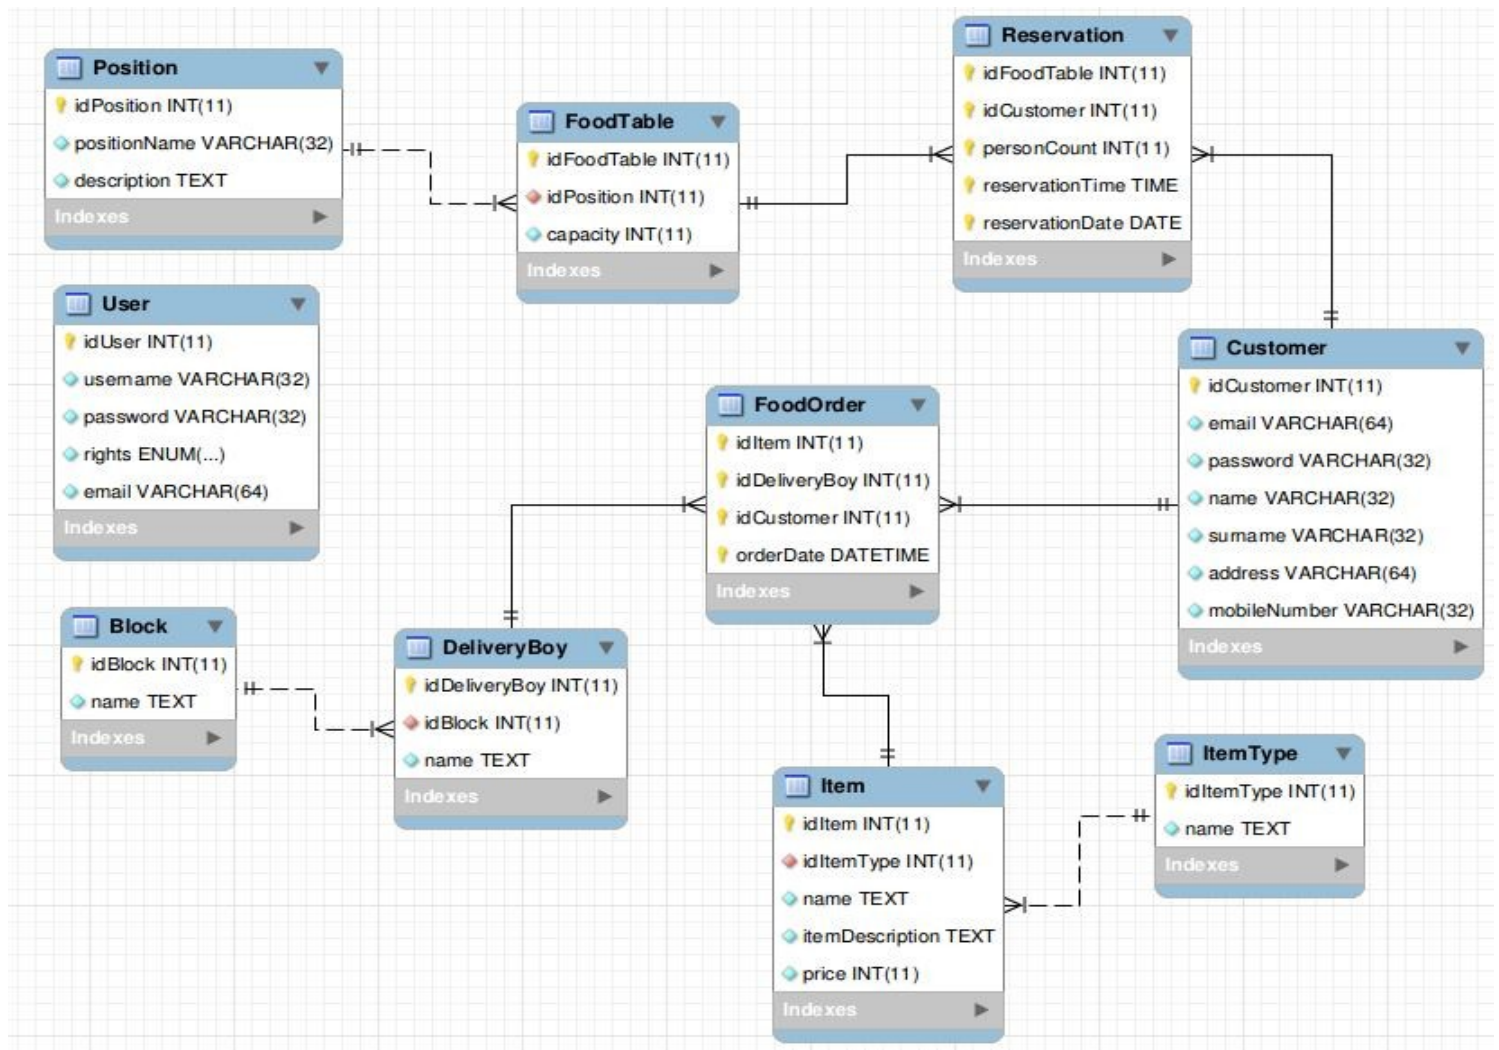 Position
idPosition INT(11)
positionName VARCHAR(32)
description TEXT
Indexes
FoodTable
idFoodTable INT(11)
idPosition INT(11)
capacity INT(11)
Indexes
Reservation
idFoodTable INT(11)
idCustomer INT(11)
personCount INT(11)
reservationTime TIME
reservationDate DATE
Indexes
User
idUser INT(11)
username VARCHAR(32)
password VARCHAR(32)
rights ENUM(...)
email VARCHAR(64)
Indexes
FoodOrder
idItem INT(11)
idDeliveryBoy INT(11)
idCustomer INT(11)
orderDate DATETIME
Indexes
Customer
idCustomer INT(11)
email VARCHAR(64)
password VARCHAR(32)
name VARCHAR(32)
surname VARCHAR(32)
address VARCHAR(64)
mobileNumber VARCHAR(32)
Indexes
Block
idBlock INT(11)
name TEXT
Indexes
DeliveryBoy
idDeliveryBoy INT(11)
idBlock INT(11)
name TEXT
Indexes
Item
idItem INT(11)
idItemType INT(11)
name TEXT
itemDescription TEXT
price INT(11)
Indexes
ItemType
idItemType INT(11)
name TEXT
Indexes